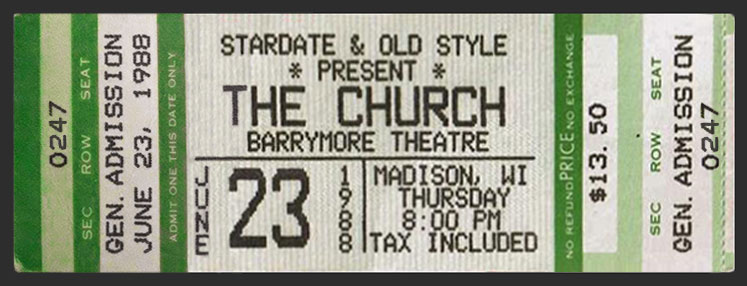 0247
SEC ROW SEAT
GEN. ADMISSION
JUNE 23, 1988
ADMIT ONE THIS DATE ONLY
STARDATE & OLD STYLE
* PRESENT *
THE CHURCH
BARRYMORE THEATRE
JUNE
23
1988
MADISON, WI
THURSDAY
8:00 PM
TAX INCLUDED
NO REFUND PRICE NO EXCHANGE
$13.50
SEC ROW SEAT
GEN. ADMISSION
0247